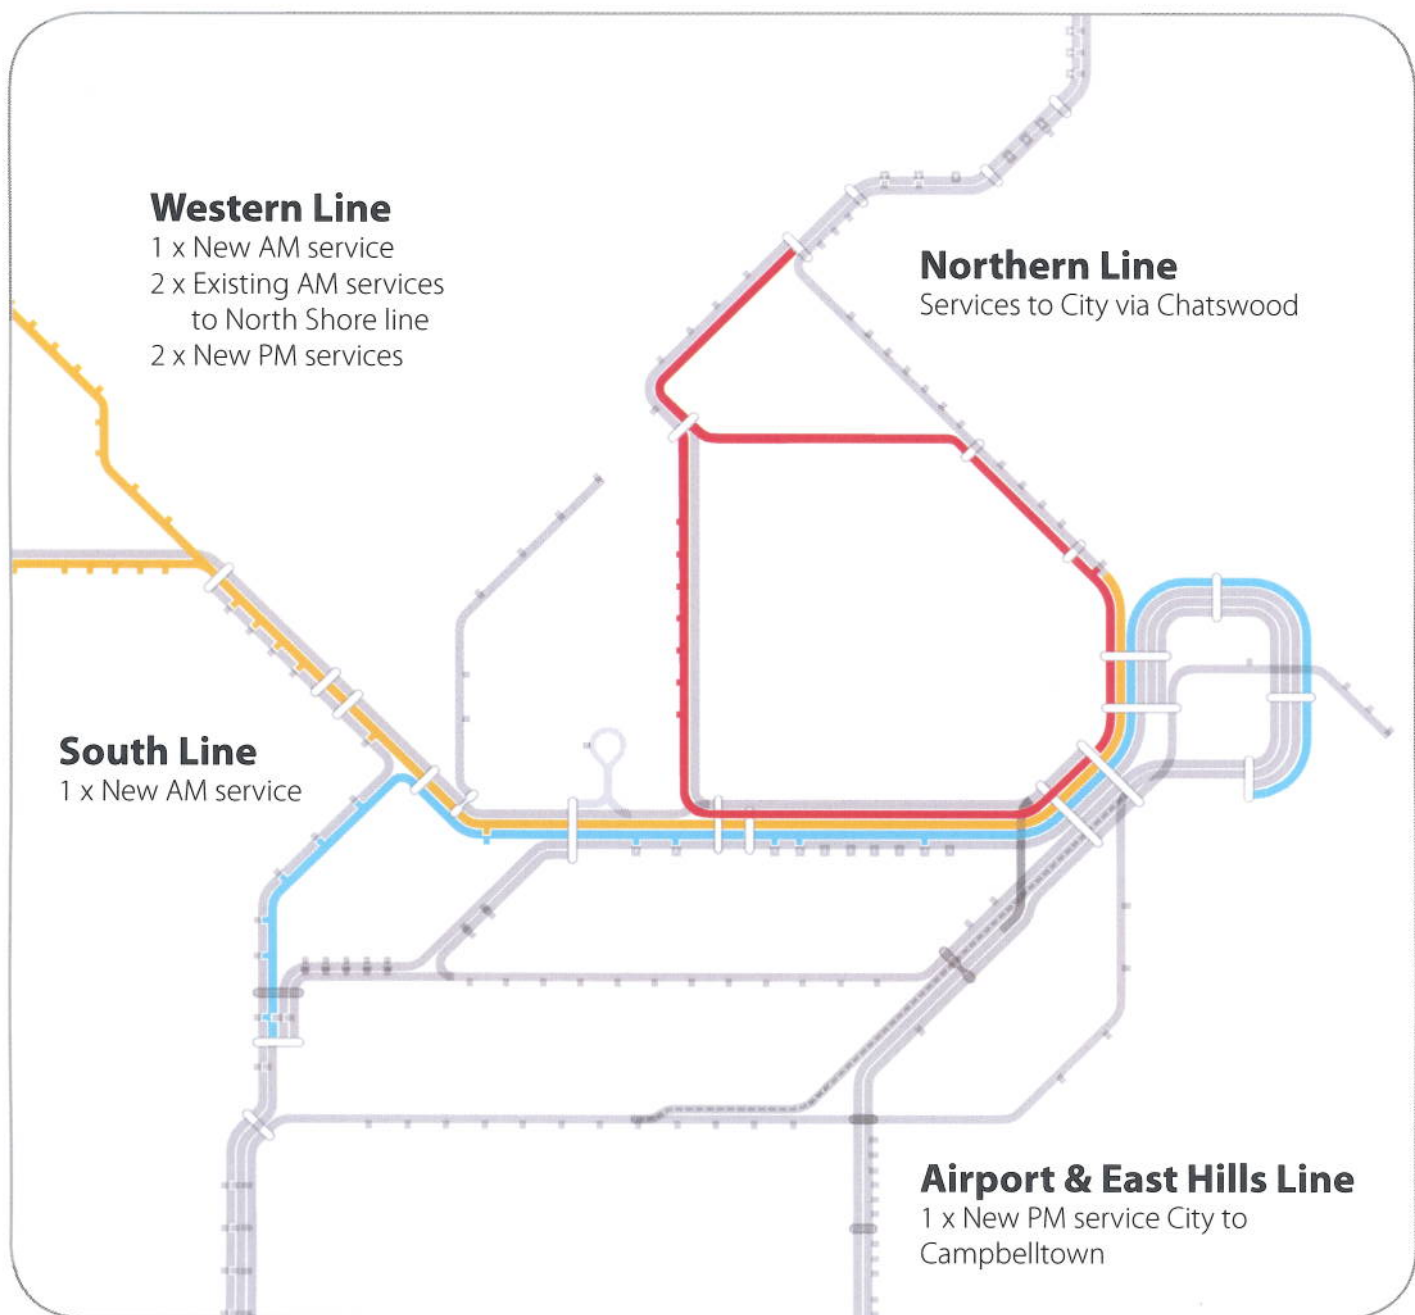 Western Line
1 x New AM service
2 x Existing AM services
to North Shore line
2 x New PM services
Northern Line
Services to City via Chatswood
South Line
1 x New AM service
Airport & East Hills Line
1 x New PM service City to
Campbelltown